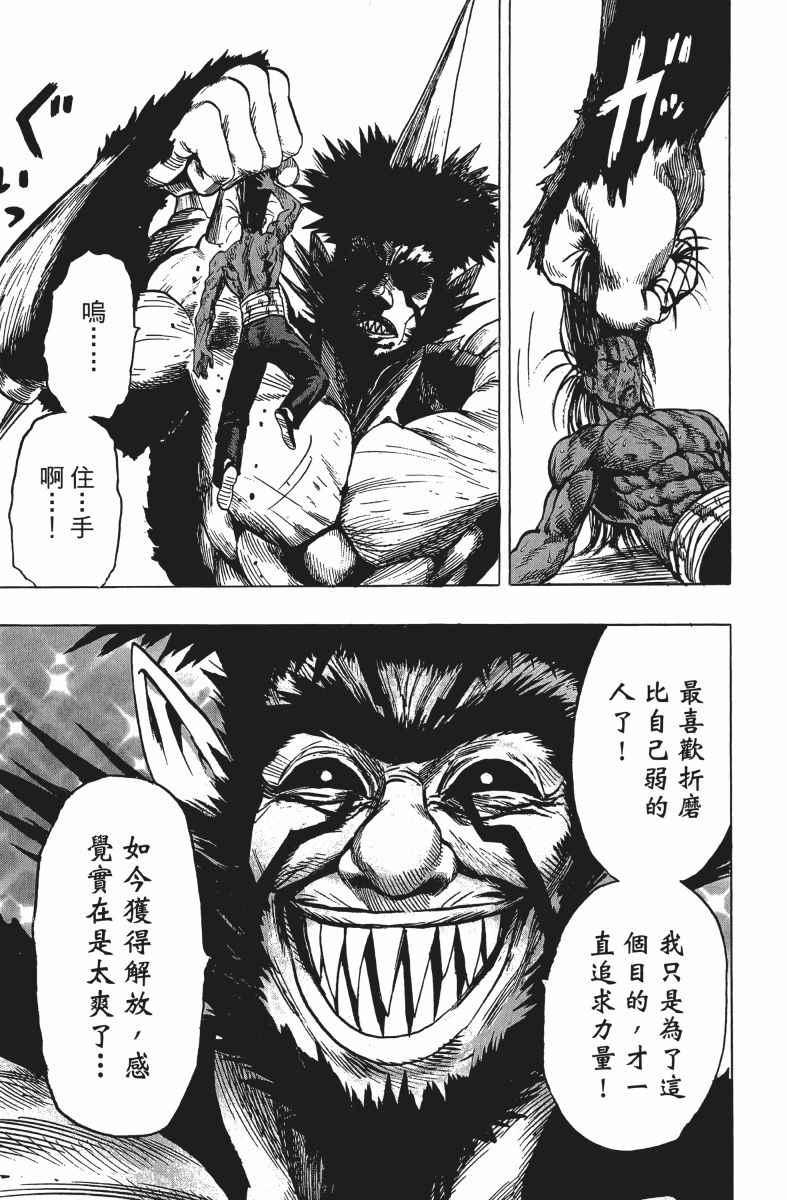 ガ
ぐい
嗚……
住…手
啊…！
最喜歡折磨
比自己弱的
人了！
我只是為了這
個目的，才一
直追求力量！
如今獲得解放，感
覺實在是太爽了…